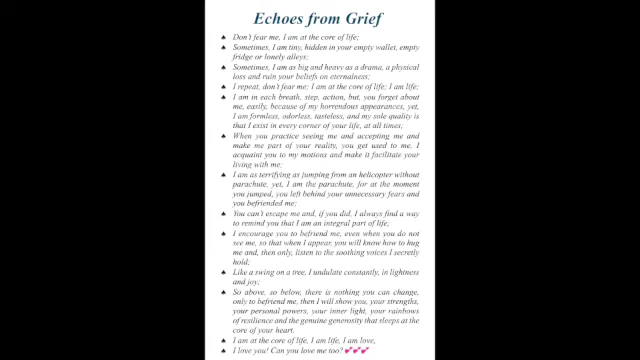 Echoes from Grief
♠ Don't fear me, I am at the core of life;
♠ Sometimes, I am tiny, hidden in your empty wallet, empty
fridge or lonely alleys;
♠ Sometimes, I am as big and heavy as a drama, a physical
loss and ruin your beliefs on eternalness;
♠ I repeat, don't fear me; I am at the core of life; I am life;
♠ I am in each breath, step, action, but, you forget about
me, easily, because of my horrendous appearances, yet,
I am formless, odorless, tasteless, and my sole quality is
that I exist in every corner of your life, at all times;
♠ When you practice seeing me and accepting me and
make me part of your reality, you get used to me, I
acquaint you to my motions and make it facilitate your
living with me;
♠ I am as terrifying as jumping from an helicopter without
parachute, yet, I am the parachute, for at the moment
you jumped, you left behind your unnecessary fears and
you befriended me;
♠ You can't escape me and, if you did, I always find a way
to remind you that I am an integral part of life;
♠ I encourage you to befriend me, even when you do not
see me, so that when I appear, you will know how to hug
me and, then only, listen to the soothing voices I secretly
hold;
♠ Like a swing on a tree, I undulate constantly, in lightness
and joy;
♠ So above, so below, there is nothing you can change,
only to befriend me, then I will show you, your strengths,
your personal powers, your inner light, your rainbows
of resilience and the genuine generosity that sleeps at the
core of your heart.
♠ I am at the core of life, I am life, I am love,
♠ I love you! Can you love me too? 💕💕💕